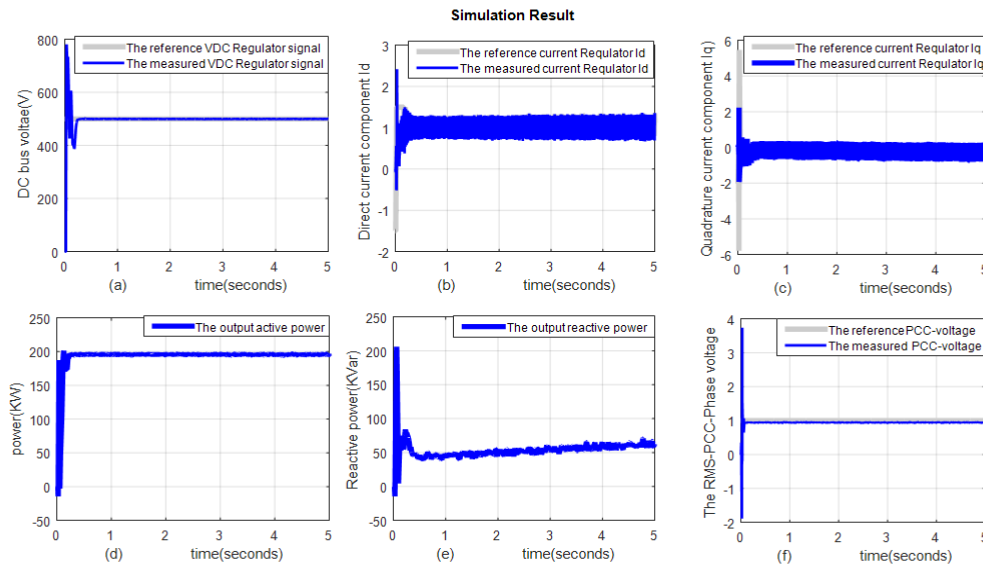 Simulation Result
The reference VDC Regulator signal
The measured VDC Regulator signal
DC bus voltae(V)
800
600
400
200
0
0 1 2 3 4 5
(a) time(seconds)
The reference current Requlator Id
The measured current Requlator Id
Direct current component Id
3
2
1
0
-1
-2
0 1 2 3 4 5
(b) time(seconds)
The reference current Requlator Iq
The measured current Requlator Iq
Quadrature current component Iq
6
4
2
0
-2
-4
-6
0 1 2 3 4 5
(c) time(seconds)
The output active power
power(KW)
250
200
150
100
50
0
-50
0 1 2 3 4 5
(d) time(seconds)
The output reactive power
Reactive power(KVar)
250
200
150
100
50
0
-50
0 1 2 3 4 5
(e) time(seconds)
The reference PCC-voltage
The measured PCC-voltage
The RMS-PCC-Phase voltage
4
3
2
1
0
-1
-2
0 1 2 3 4 5
(f) time(seconds)